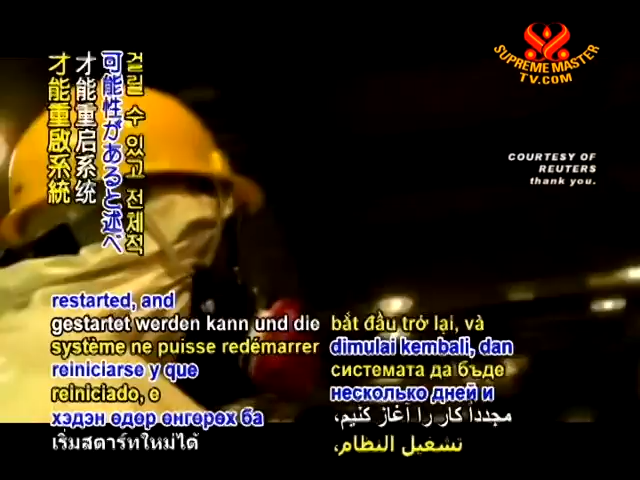 SUPREME MASTER
TV.COM
COURTESY OF
REUTERS
thank you.
걸릴 수 있고 전체적
可能性があると述べ
才能重启系统
才能重啟系統
restarted, and
gestartet werden kann und die
système ne puisse redémarrer
reiniciarse y que
reiniciado, e
хэдэн өдөр өнгөрөх ба
เริ่มสตาร์ทใหม่ได้
bắt đầu trở lại, và
dimulai kembali, dan
системата да бъде
несколько дней и
مجدداً کار را آغاز کنیم،
تشغيل النظام،